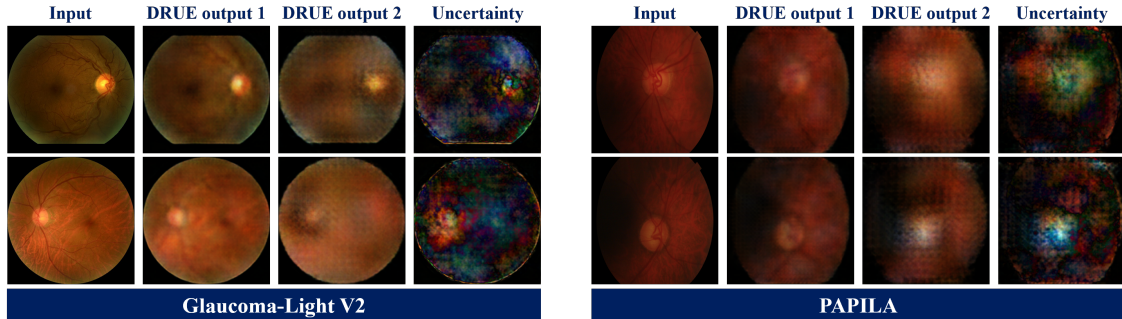 Input DRUE output 1 DRUE output 2 Uncertainty
Glaucoma-Light V2
Input DRUE output 1 DRUE output 2 Uncertainty
PAPILA